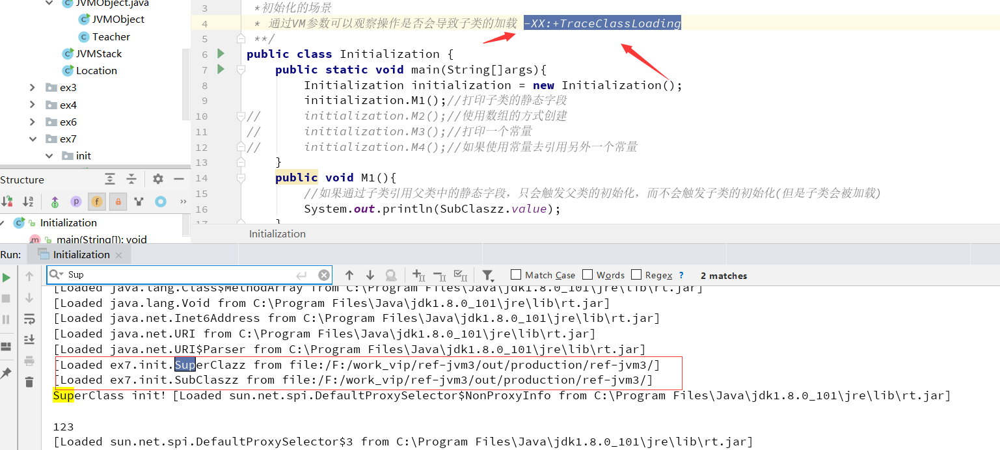 JVMObject.java
JVMObject
Teacher
JVMStack
Location
ex3
ex4
ex6
ex7
init
Structure
Initialization
main(String[]): void
3 *初始化的场景
4 * 通过VM参数可以观察操作是否会导致子类的加载 -XX:+TraceClassLoading
5 **/
6 public class Initialization {
7 public static void main(String[]args){
8 Initialization initialization = new Initialization();
9 initialization.M1();//打印子类的静态字段
10 // initialization.M2();//使用数组的方式创建
11 // initialization.M3();//打印一个常量
12 // initialization.M4();//如果使用常量去引用另外一个常量
13 }
14 public void M1(){
15 //如果通过子类引用父类中的静态字段，只会触发父类的初始化，而不会触发子类的初始化(但是子类会被加载)
16 System.out.println(SubClaszz.value);
17 }
Initialization
Run: Initialization ×
Sup
Match Case Words Regex ? 2 matches
[Loaded java.lang.Class$MethodArray from C:\Program Files\Java\jdk1.8.0_101\jre\lib\rt.jar]
[Loaded java.lang.Void from C:\Program Files\Java\jdk1.8.0_101\jre\lib\rt.jar]
[Loaded java.net.Inet6Address from C:\Program Files\Java\jdk1.8.0_101\jre\lib\rt.jar]
[Loaded java.net.URI from C:\Program Files\Java\jdk1.8.0_101\jre\lib\rt.jar]
[Loaded java.net.URI$Parser from C:\Program Files\Java\jdk1.8.0_101\jre\lib\rt.jar]
[Loaded ex7.init.SuperClazz from file:/F:/work_vip/ref-jvm3/out/production/ref-jvm3/]
[Loaded ex7.init.SubClaszz from file:/F:/work_vip/ref-jvm3/out/production/ref-jvm3/]
SuperClass init! [Loaded sun.net.spi.DefaultProxySelector$NonProxyInfo from C:\Program Files\Java\jdk1.8.0_101\jre\lib\rt.jar]
123
[Loaded sun.net.spi.DefaultProxySelector$3 from C:\Program Files\Java\jdk1.8.0_101\jre\lib\rt.jar]